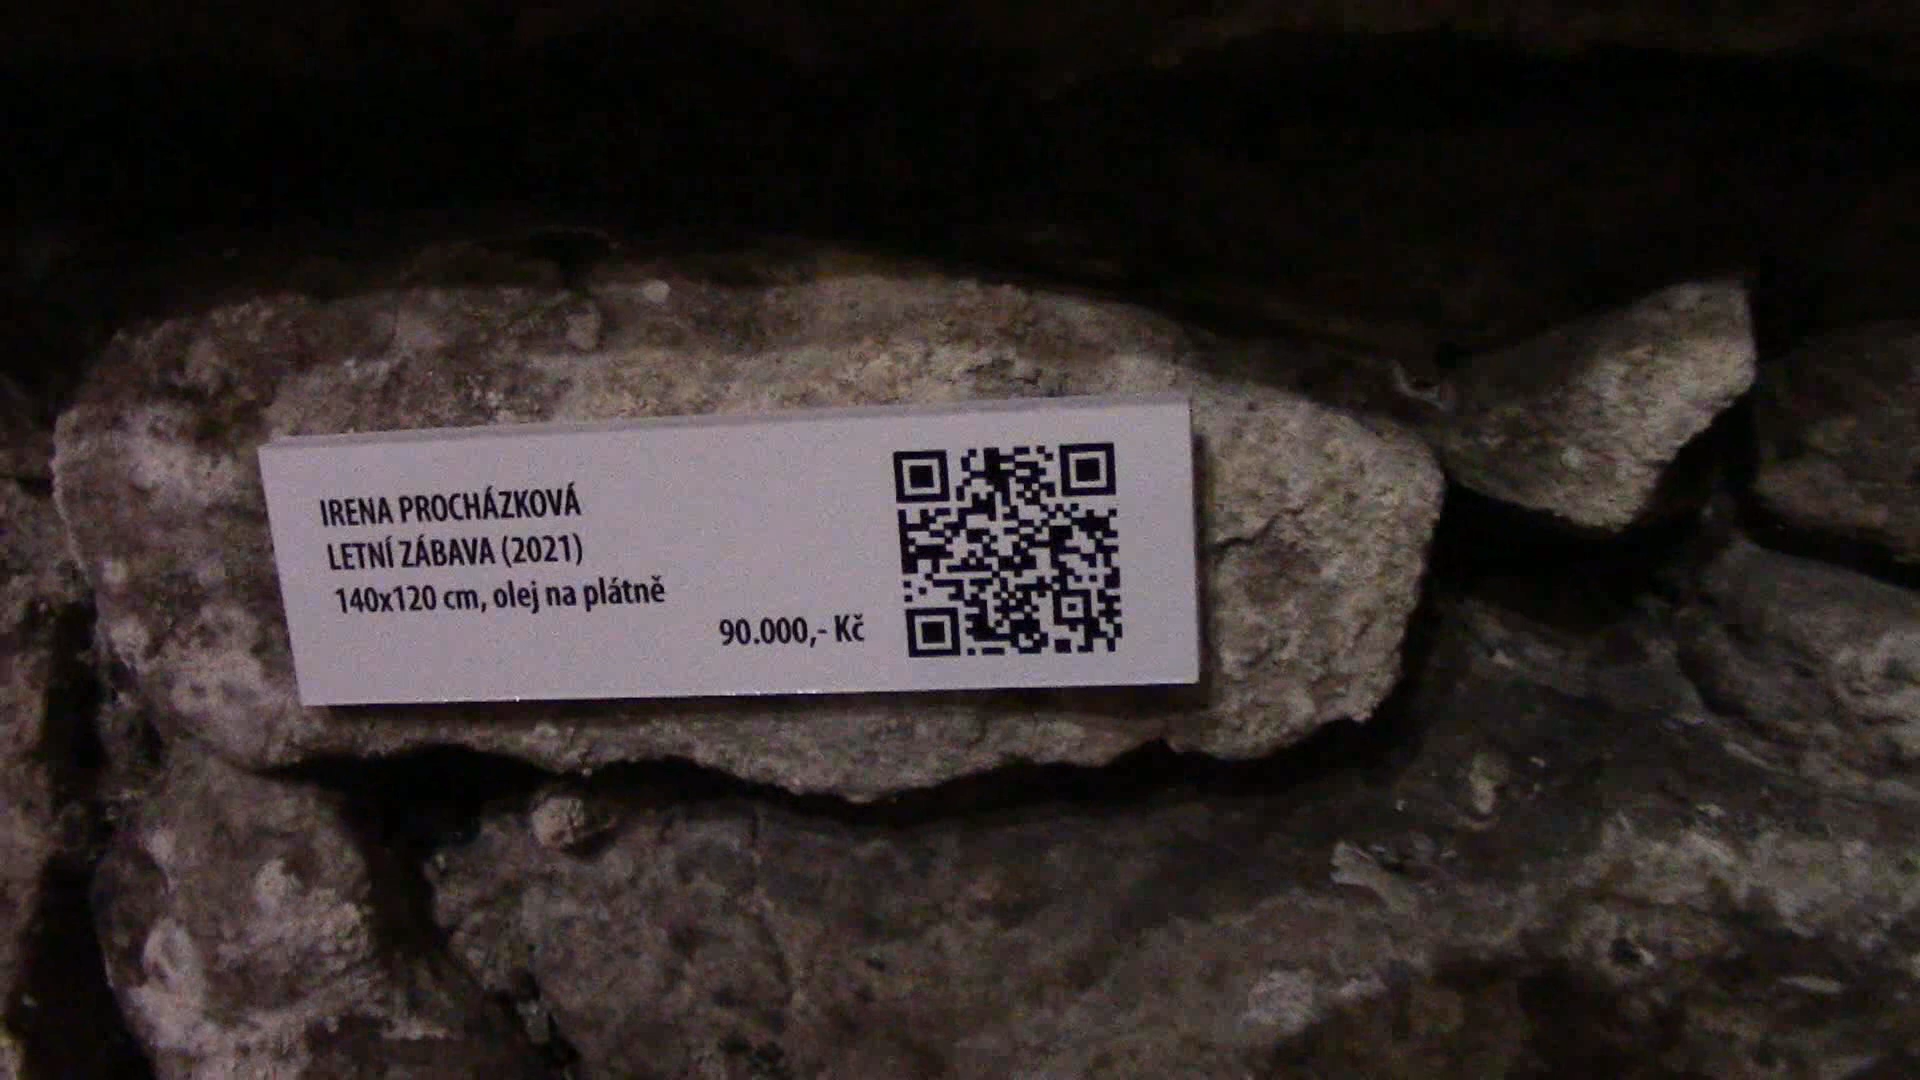 IRENA PROCHÁZKOVÁ
LETNÍ ZÁBAVA (2021)
140x120 cm, olej na plátně
90.000,- Kč